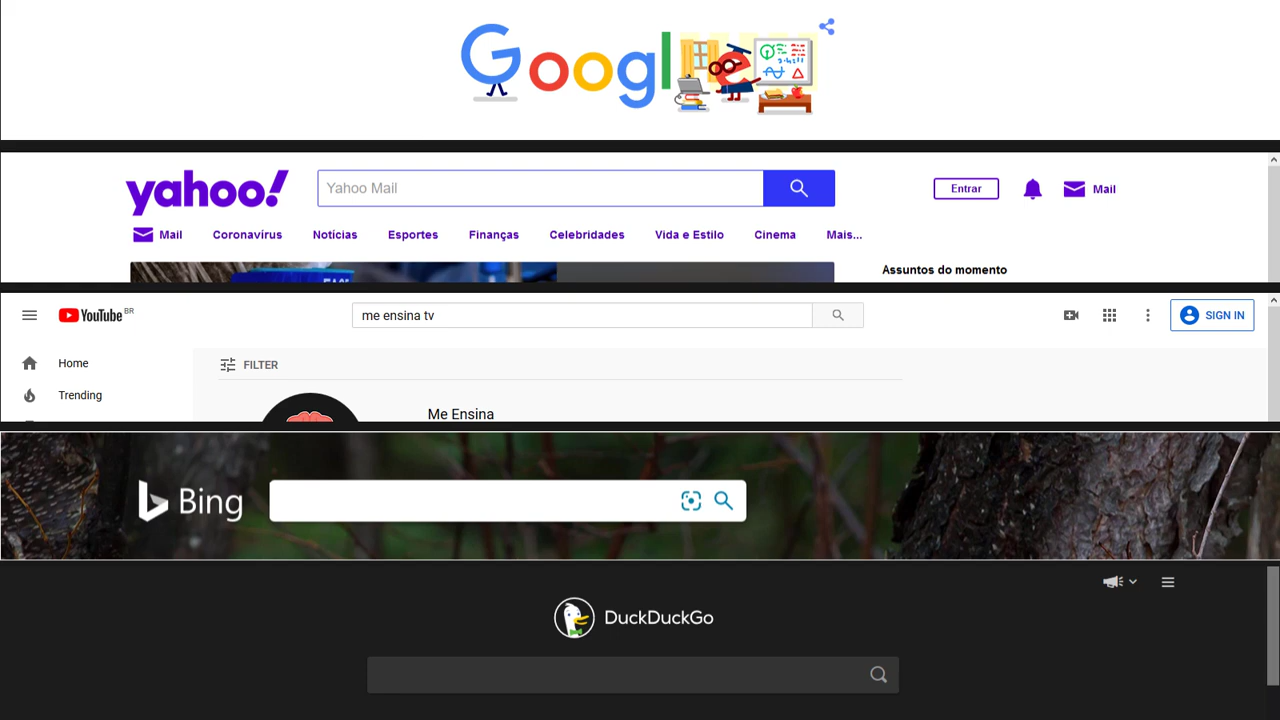 Google
yahoo!
Yahoo Mail
Entrar
Mail
Mail Coronavírus Notícias Esportes Finanças Celebridades Vida e Estilo Cinema Mais...
Assuntos do momento
YouTube BR
me ensina tv
SIGN IN
Home
FILTER
Trending
Me Ensina
Bing
DuckDuckGo